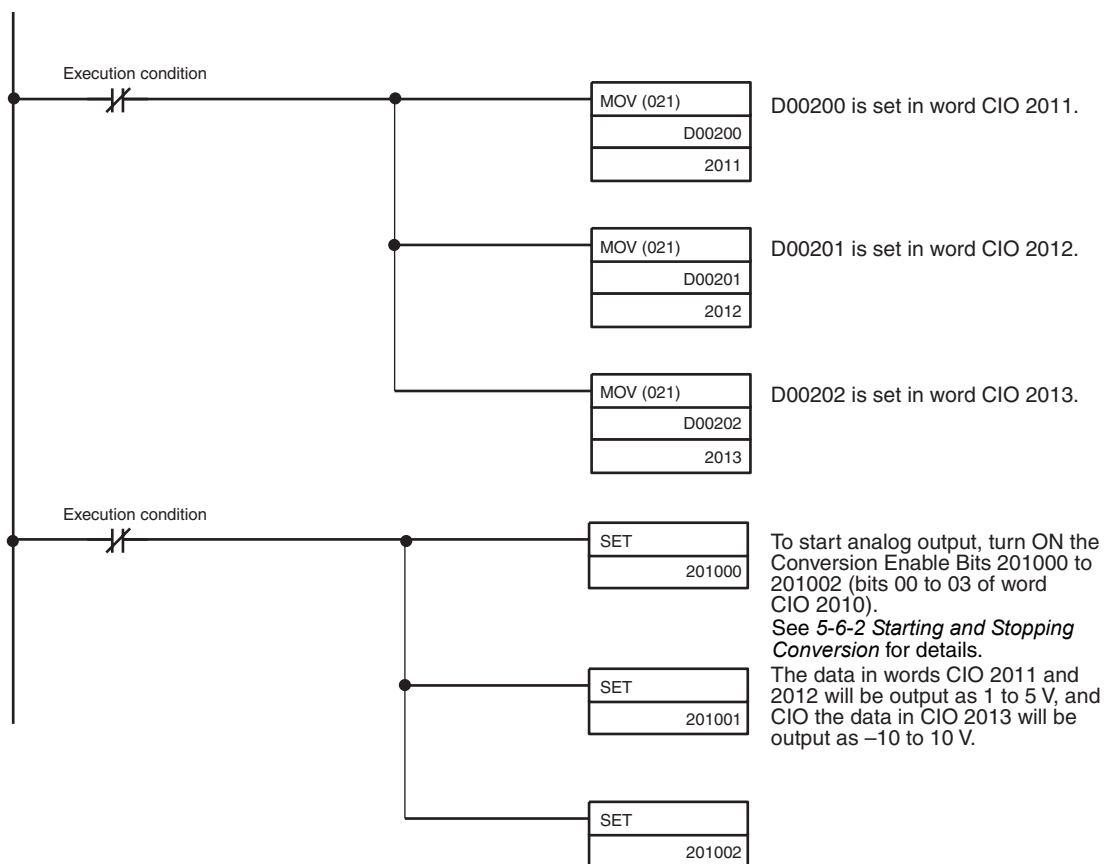 Execution condition
MOV (021)
D00200
2011
D00200 is set in word CIO 2011.
MOV (021)
D00201
2012
D00201 is set in word CIO 2012.
MOV (021)
D00202
2013
D00202 is set in word CIO 2013.
Execution condition
SET
201000
To start analog output, turn ON the
Conversion Enable Bits 201000 to
201002 (bits 00 to 03 of word
CIO 2010).
See 5-6-2 Starting and Stopping
Conversion for details.
SET
201001
The data in words CIO 2011 and
2012 will be output as 1 to 5 V, and
CIO the data in CIO 2013 will be
output as –10 to 10 V.
SET
201002